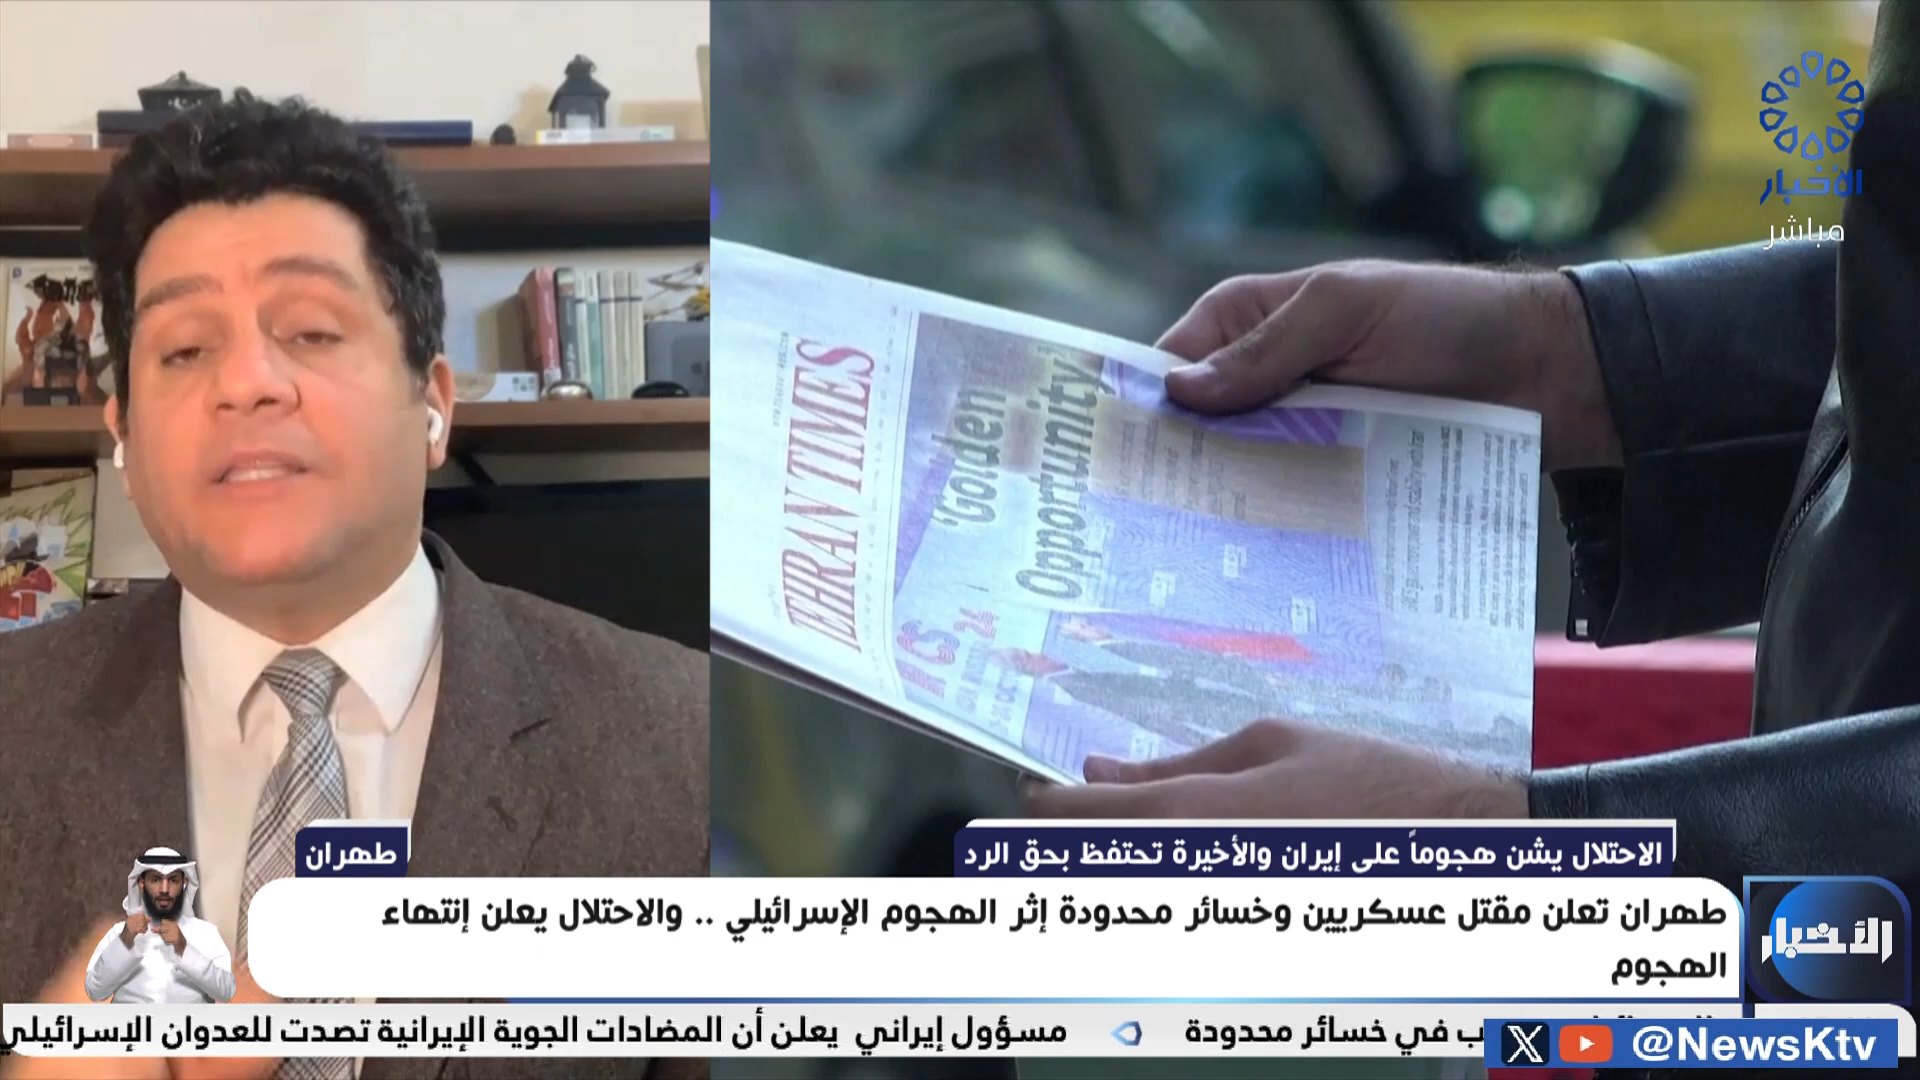 الأخبار
مباشر
TEHRAN TIMES
'Golden
Opportunity'
طهران
الاحتلال يشن هجوماً على إيران والأخيرة تحتفظ بحق الرد
طهران تعلن مقتل عسكريين وخسائر محدودة إثر الهجوم الإسرائيلي .. والاحتلال يعلن إنتهاء
الهجوم
الأخبار
في خسائر محدودة
مسؤول إيراني يعلن أن المضادات الجوية الإيرانية تصدت للعدوان الإسرائيلي
X @NewsKtv